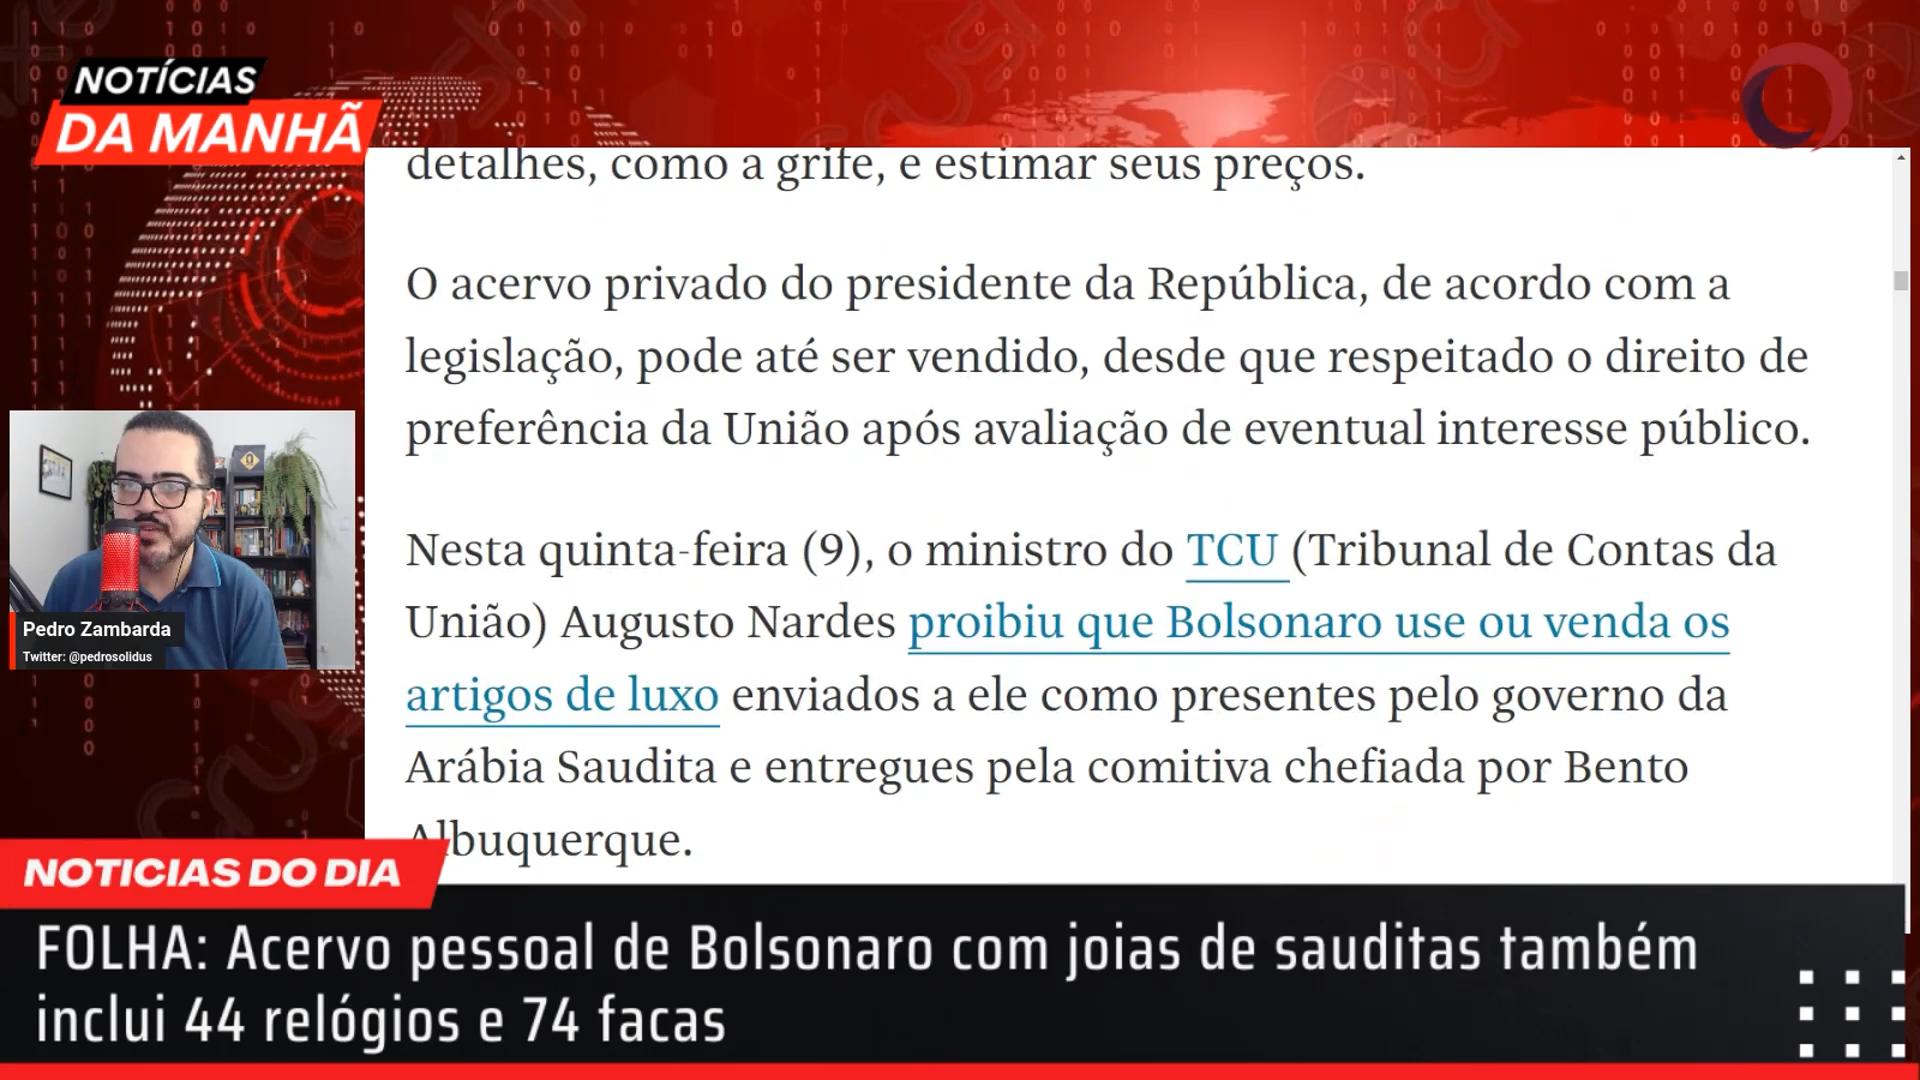 NOTÍCIAS
DA MANHÃ
detalhes, como a grife, e estimar seus preços.
O acervo privado do presidente da República, de acordo com a
legislação, pode até ser vendido, desde que respeitado o direito de
preferência da União após avaliação de eventual interesse público.
Nesta quinta-feira (9), o ministro do TCU (Tribunal de Contas da
União) Augusto Nardes proibiu que Bolsonaro use ou venda os
artigos de luxo enviados a ele como presentes pelo governo da
Arábia Saudita e entregues pela comitiva chefiada por Bento
Albuquerque.
Pedro Zambarda
Twitter: @pedrosolidus
NOTICIAS DO DIA
FOLHA: Acervo pessoal de Bolsonaro com joias de sauditas também
inclui 44 relógios e 74 facas